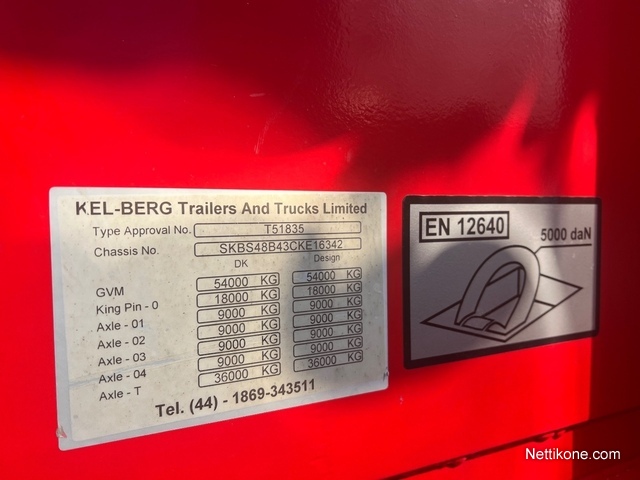 KEL-BERG Trailers And Trucks Limited
Type Approval No. T51835
Chassis No. SKBS48B43CKE16342
DK Design
GVM 54000 KG 54000 KG
King Pin - 0 18000 KG 18000 KG
Axle - 01 9000 KG 9000 KG
Axle - 02 9000 KG 9000 KG
Axle - 03 9000 KG 9000 KG
Axle - 04 9000 KG 9000 KG
Axle - T 36000 KG 36000 KG
Tel. (44) - 1869-343511
EN 12640
5000 daN
Nettikone.com